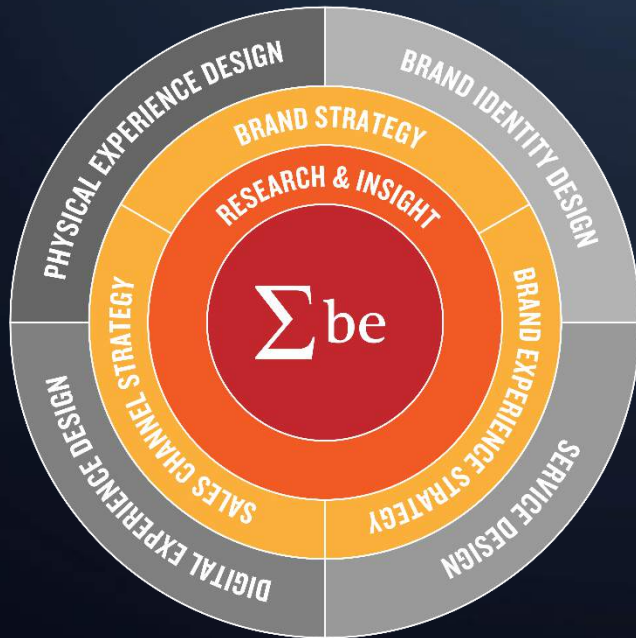 PHYSICAL EXPERIENCE DESIGN
BRAND IDENTITY DESIGN
BRAND STRATEGY
RESEARCH & INSIGHT
Σbe
SALES CHANNEL STRATEGY
BRAND EXPERIENCE STRATEGY
DIGITAL EXPERIENCE DESIGN
SERVICE DESIGN